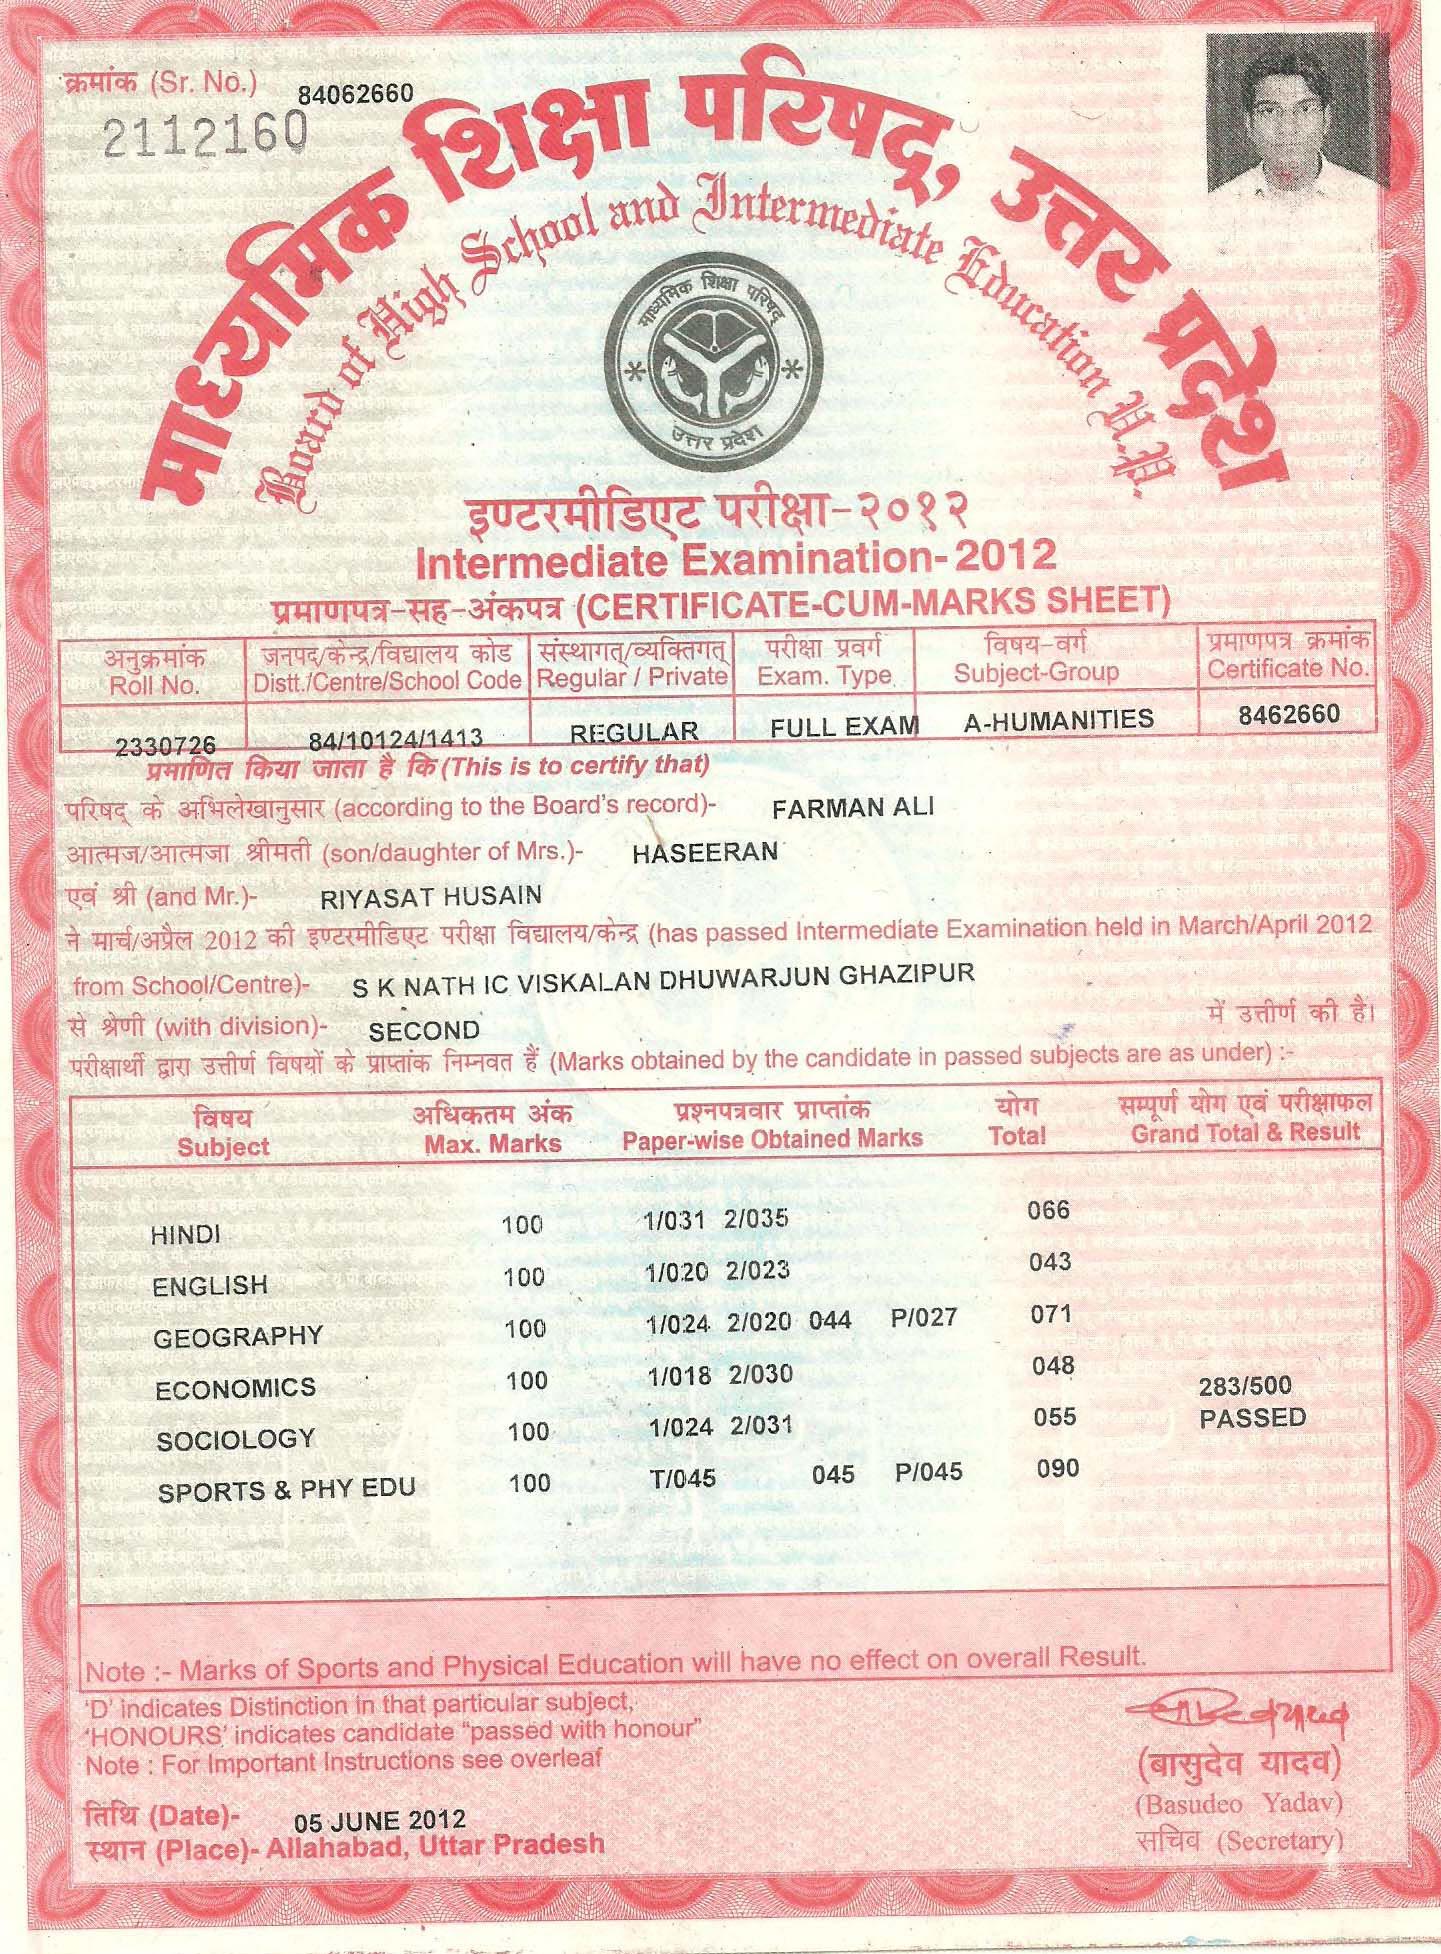 क्रमांक (Sr. No.) 84062660
2112160
माध्यमिक शिक्षा परिषद्, उत्तर प्रदेश
Board of High School and Intermediate Education U.P.
माध्यमिक शिक्षा परिषद्
उत्तर प्रदेश
इण्टरमीडिएट परीक्षा-२०१२
Intermediate Examination-2012
प्रमाणपत्र-सह-अंकपत्र (CERTIFICATE-CUM-MARKS SHEET)
अनुक्रमांक जनपद/केन्द्र/विद्यालय कोड संस्थागत्/व्यक्तिगत् परीक्षा प्रवर्ग विषय-वर्ग प्रमाणपत्र क्रमांक
Roll No. Distt./Centre/School Code Regular / Private Exam. Type Subject-Group Certificate No.
2330726 84/10124/1413 REGULAR FULL EXAM A-HUMANITIES 8462660
प्रमाणित किया जाता है कि (This is to certify that)
परिषद् के अभिलेखानुसार (according to the Board's record)- FARMAN ALI
आत्मज/आत्मजा श्रीमती (son/daughter of Mrs.)- HASEERAN
एवं श्री (and Mr.)- RIYASAT HUSAIN
ने मार्च/अप्रैल 2012 की इण्टरमीडिएट परीक्षा विद्यालय/केन्द्र (has passed Intermediate Examination held in March/April 2012
from School/Centre)- S K NATH IC VISKALAN DHUWARJUN GHAZIPUR
से श्रेणी (with division)- SECOND में उत्तीर्ण की है।
परीक्षार्थी द्वारा उत्तीर्ण विषयों के प्राप्तांक निम्नवत हैं (Marks obtained by the candidate in passed subjects are as under) :-
विषय अधिकतम अंक प्रश्नपत्रवार प्राप्तांक योग सम्पूर्ण योग एवं परीक्षाफल
Subject Max. Marks Paper-wise Obtained Marks Total Grand Total & Result
HINDI 100 1/031 2/035 066
ENGLISH 100 1/020 2/023 043
GEOGRAPHY 100 1/024 2/020 044 P/027 071
ECONOMICS 100 1/018 2/030 048 283/500
SOCIOLOGY 100 1/024 2/031 055 PASSED
SPORTS & PHY EDU 100 T/045 045 P/045 090
Note :- Marks of Sports and Physical Education will have no effect on overall Result.
'D' indicates Distinction in that particular subject,
'HONOURS' indicates candidate "passed with honour"
Note : For Important Instructions see overleaf
(बासुदेव यादव)
(Basudeo Yadav)
सचिव (Secretary)
तिथि (Date)- 05 JUNE 2012
स्थान (Place)- Allahabad, Uttar Pradesh